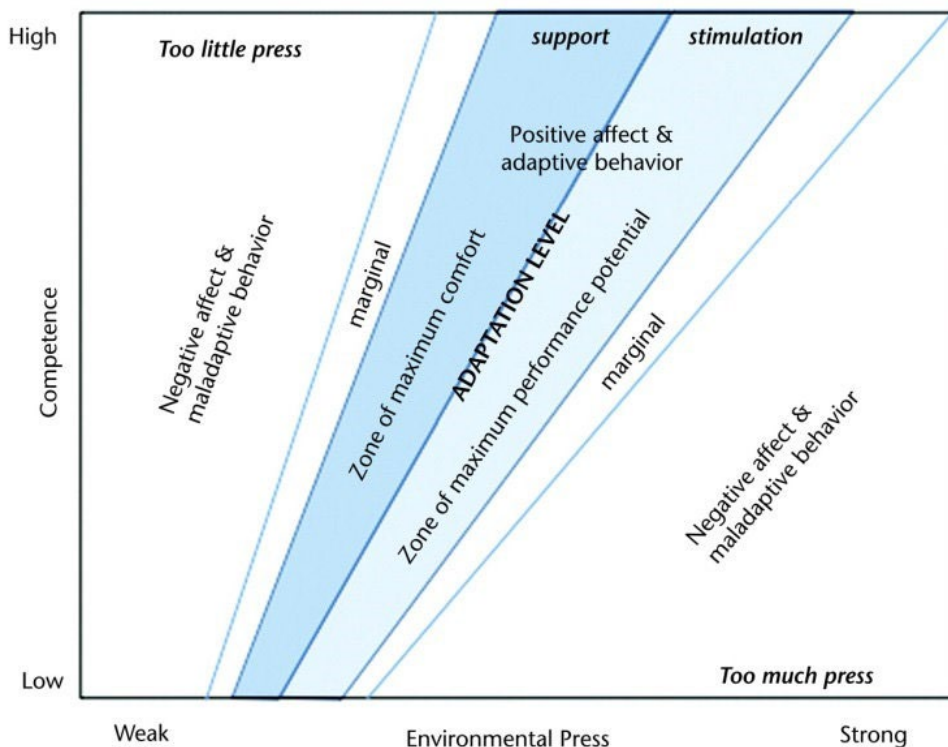 High
Too little press
support
stimulation
Positive affect &
adaptive behavior
Negative affect &
maladaptive behavior
marginal
Zone of maximum comfort
ADAPTATION LEVEL
Zone of maximum performance potential
marginal
Negative affect &
maladaptive behavior
Competence
Low
Too much press
Weak
Environmental Press
Strong